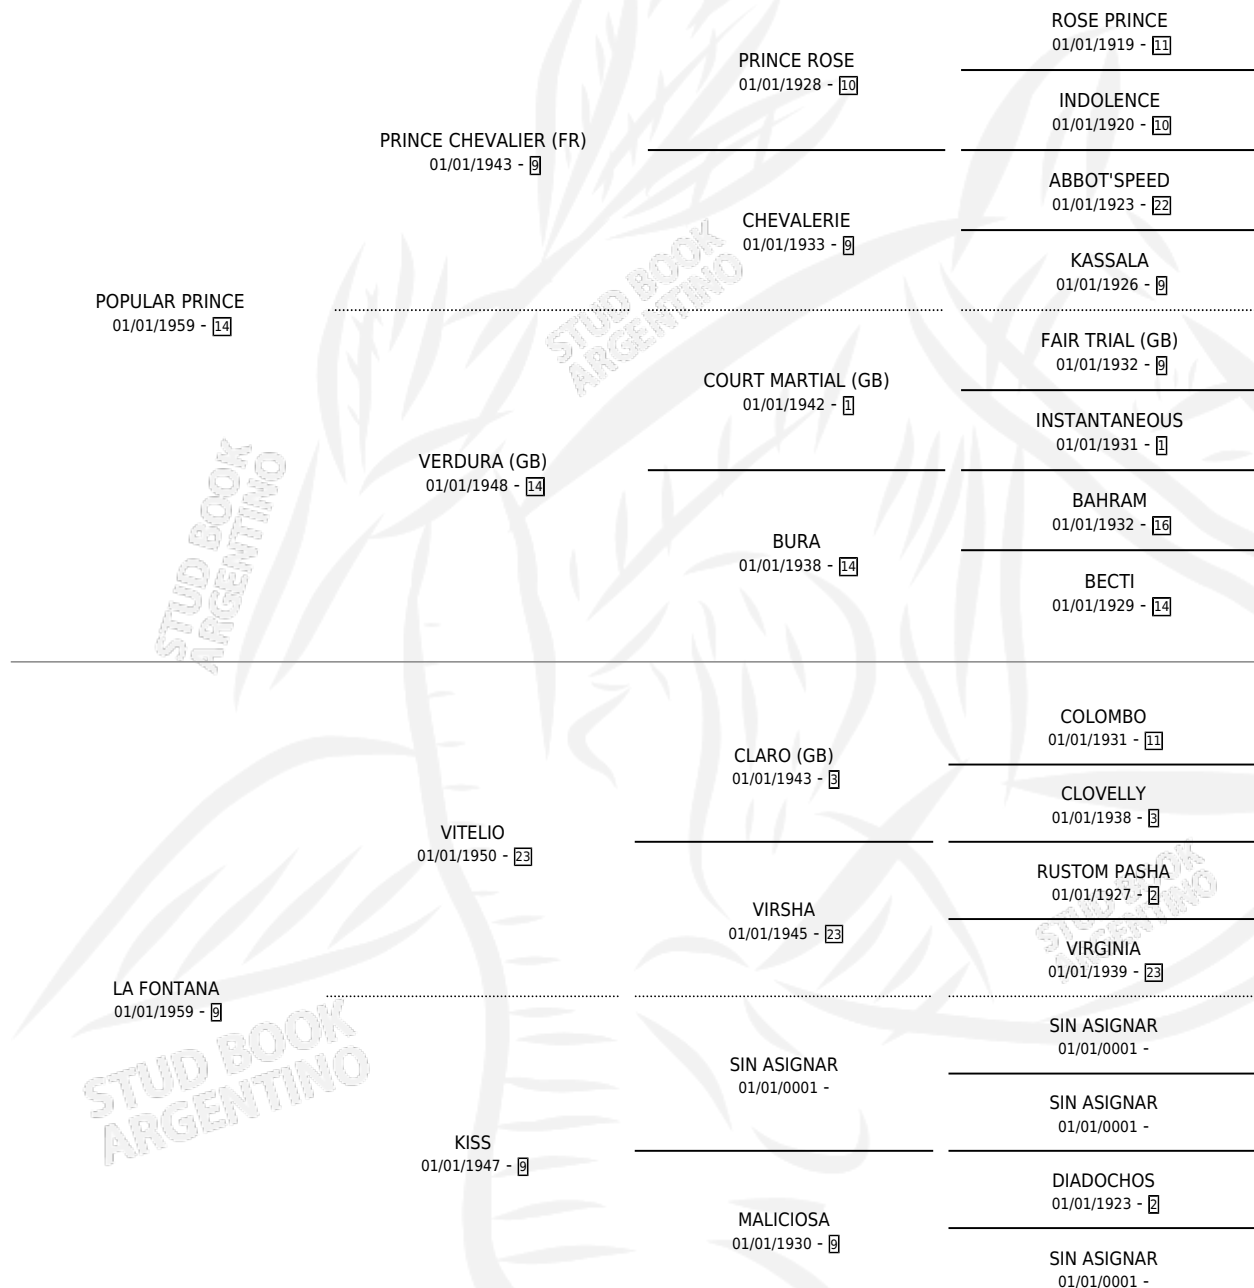 ROSE PRINCE
01/01/1919 - 11
PRINCE ROSE
01/01/1928 - 10
INDOLENCE
01/01/1920 - 10
PRINCE CHEVALIER (FR)
01/01/1943 - 9
ABBOT'SPEED
01/01/1923 - 22
CHEVALERIE
01/01/1933 - 9
KASSALA
01/01/1926 - 9
POPULAR PRINCE
01/01/1959 - 14
FAIR TRIAL (GB)
01/01/1932 - 9
COURT MARTIAL (GB)
01/01/1942 - 1
INSTANTANEOUS
01/01/1931 - 1
VERDURA (GB)
01/01/1948 - 14
BAHRAM
01/01/1932 - 16
BURA
01/01/1938 - 14
BECTI
01/01/1929 - 14
COLOMBO
01/01/1931 - 11
CLARO (GB)
01/01/1943 - 3
CLOVELLY
01/01/1938 - 3
VITELIO
01/01/1950 - 23
RUSTOM PASHA
01/01/1927 - 2
VIRSHA
01/01/1945 - 23
VIRGINIA
01/01/1939 - 23
LA FONTANA
01/01/1959 - 9
SIN ASIGNAR
01/01/0001 -
SIN ASIGNAR
01/01/0001 -
SIN ASIGNAR
01/01/0001 -
KISS
01/01/1947 - 9
DIADOCHOS
01/01/1923 - 2
MALICIOSA
01/01/1930 - 9
SIN ASIGNAR
01/01/0001 -
STUD BOOK
ARGENTINO
STUD BOOK
ARGENTINO
STUD BOOK
ARGENTINO
STUD BOOK
ARGENTINO